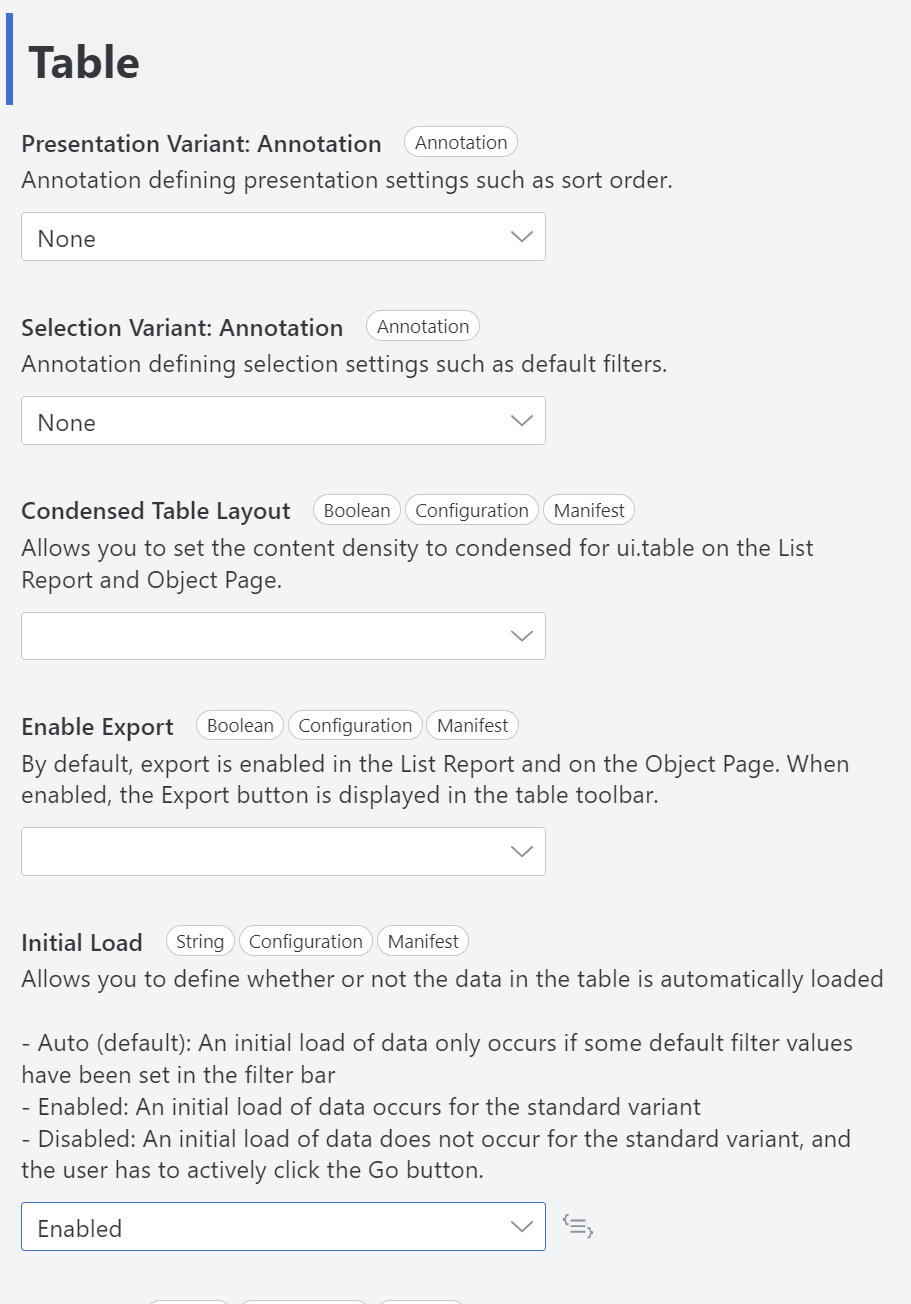 Table
Presentation Variant: Annotation Annotation
Annotation defining presentation settings such as sort order.
None
Selection Variant: Annotation Annotation
Annotation defining selection settings such as default filters.
None
Condensed Table Layout Boolean Configuration Manifest
Allows you to set the content density to condensed for ui.table on the List
Report and Object Page.
Enable Export Boolean Configuration Manifest
By default, export is enabled in the List Report and on the Object Page. When
enabled, the Export button is displayed in the table toolbar.
Initial Load String Configuration Manifest
Allows you to define whether or not the data in the table is automatically loaded
- Auto (default): An initial load of data only occurs if some default filter values
have been set in the filter bar
- Enabled: An initial load of data occurs for the standard variant
- Disabled: An initial load of data does not occur for the standard variant, and
the user has to actively click the Go button.
Enabled